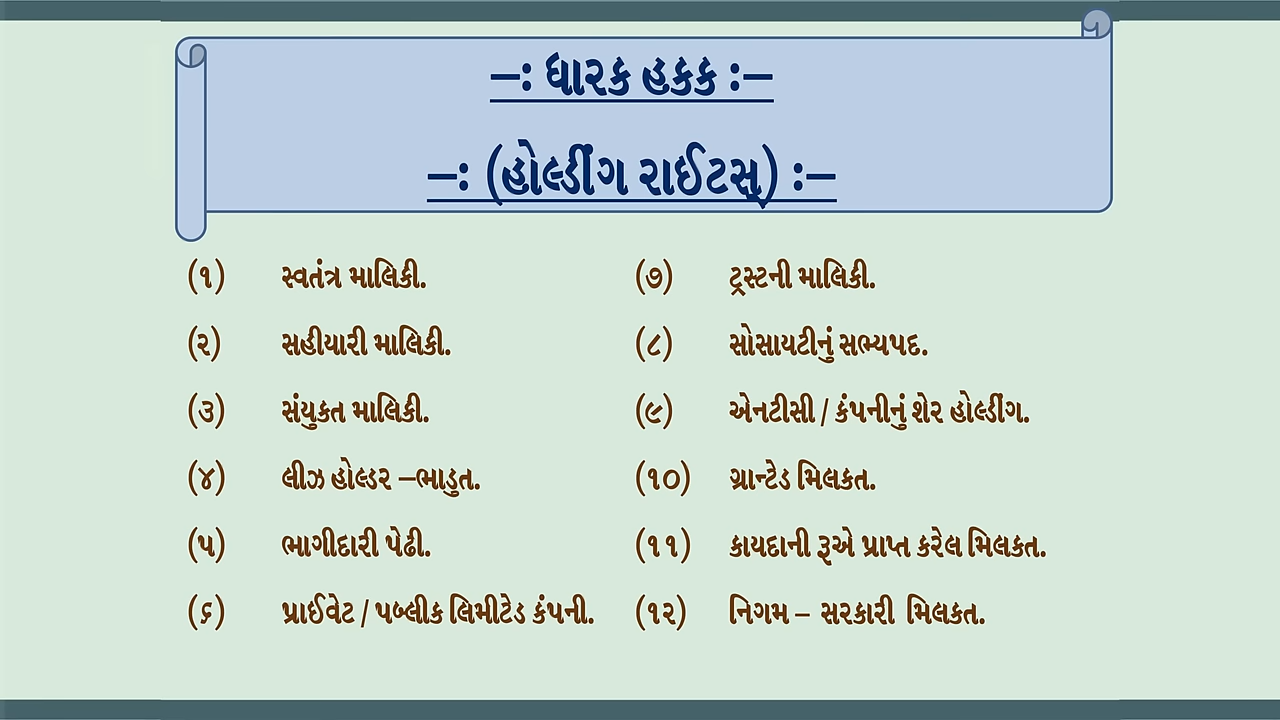 –: ધારક હકક :–
–: (હોલ્ડીંગ રાઈટસ્) :–
(૧) સ્વતંત્ર માલિકી.
(૨) સહીયારી માલિકી.
(૩) સંયુકત માલિકી.
(૪) લીઝ હોલ્ડર –ભાડુત.
(૫) ભાગીદારી પેઢી.
(૬) પ્રાઈવેટ / પબ્લીક લિમીટેડ કંપની.
(૭) ટ્રસ્ટની માલિકી.
(૮) સોસાયટીનું સભ્યપદ.
(૯) એનટીસી / કંપનીનું શેર હોલ્ડીંગ.
(૧૦) ગ્રાન્ટેડ મિલકત.
(૧૧) કાયદાની રૂએ પ્રાપ્ત કરેલ મિલકત.
(૧૨) નિગમ – સરકારી મિલકત.